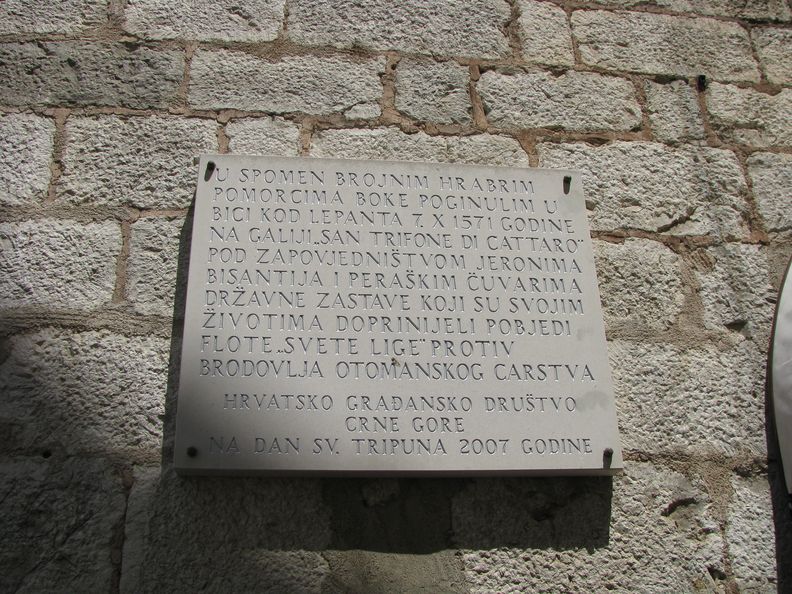 U SPOMEN BROJNIM HRABRIM
POMORCIMA BOKE POGINULIM U
BICI KOD LEPANTA 7. X 1571 GODINE
NA GALIJI „SAN TRIFONE DI CATTARO"
POD ZAPOVJEDNIŠTVOM JERONIMA
BISANTIJA I PERAŠKIM ČUVARIMA
DRŽAVNE ZASTAVE KOJI SU SVOJIM
ŽIVOTIMA DOPRINIJELI POBJEDI
FLOTE „SVETE LIGE" PROTIV
BRODOVLJA OTOMANSKOG CARSTVA
HRVATSKO GRAĐANSKO DRUŠTVO
CRNE GORE
NA DAN SV. TRIPUNA 2007 GODINE